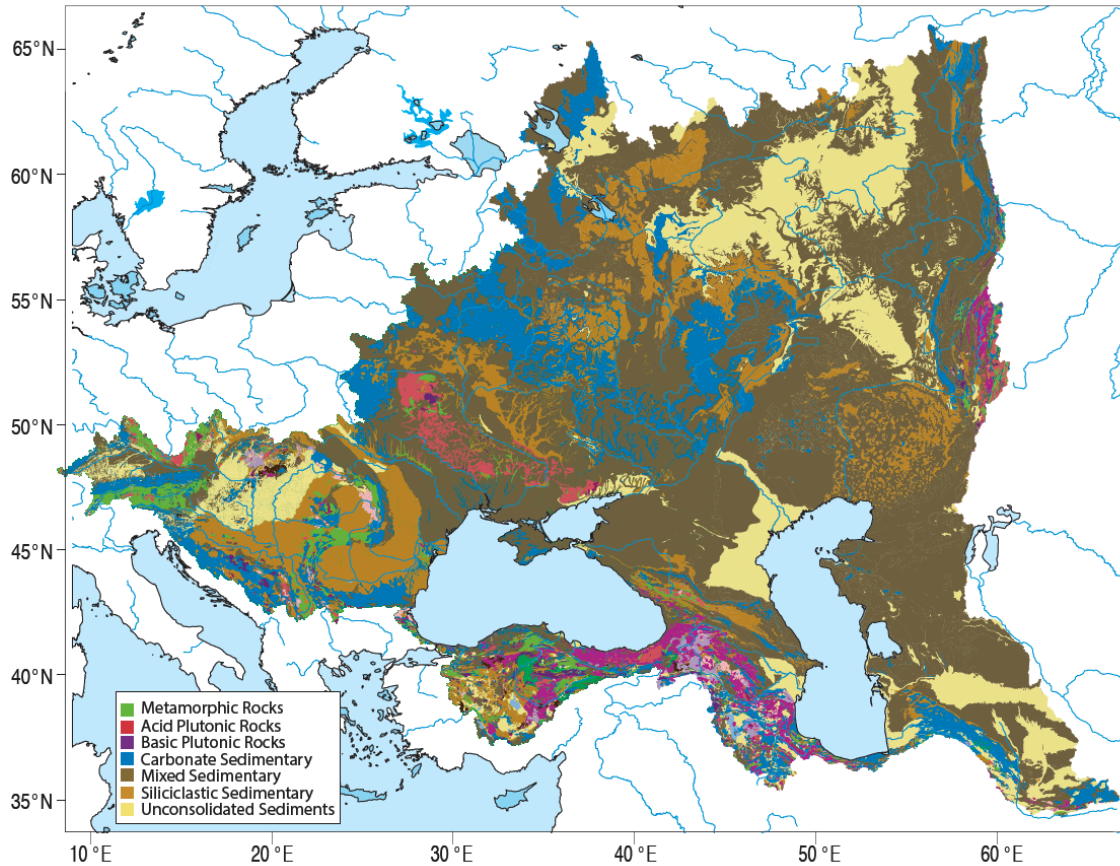 65°N
60°N
55°N
50°N
45°N
40°N
35°N
Metamorphic Rocks
Acid Plutonic Rocks
Basic Plutonic Rocks
Carbonate Sedimentary
Mixed Sedimentary
Siliciclastic Sedimentary
Unconsolidated Sediments
10°E
20°E
30°E
40°E
50°E
60°E